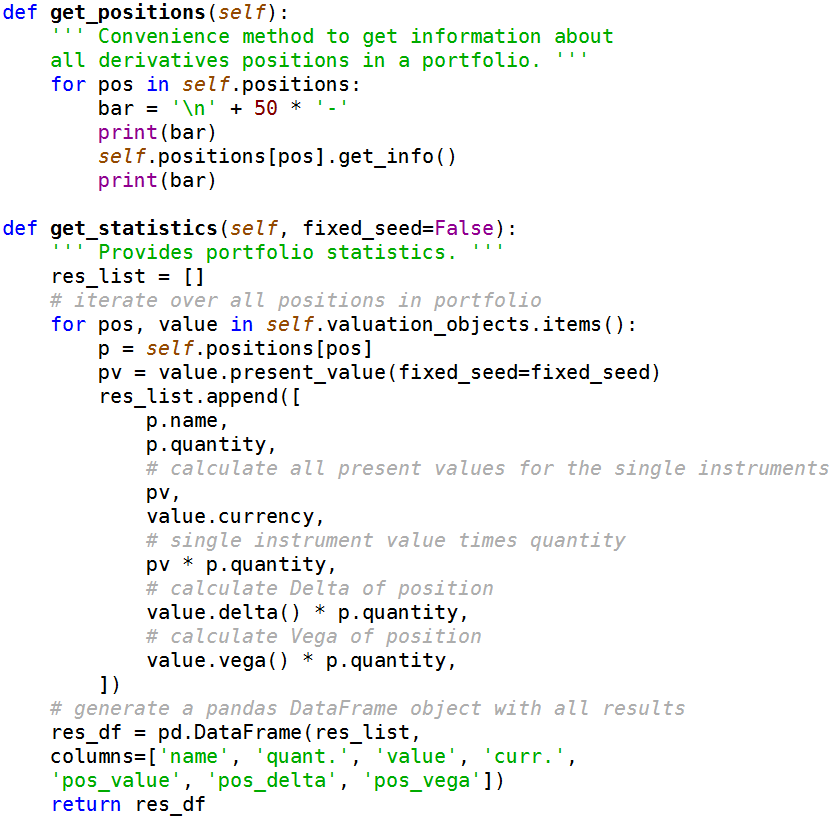 def get_positions(self):
    ''' Convenience method to get information about
    all derivatives positions in a portfolio. '''
    for pos in self.positions:
        bar = '\n' + 50 * '-'
        print(bar)
        self.positions[pos].get_info()
        print(bar)

def get_statistics(self, fixed_seed=False):
    ''' Provides portfolio statistics. '''
    res_list = []
    # iterate over all positions in portfolio
    for pos, value in self.valuation_objects.items():
        p = self.positions[pos]
        pv = value.present_value(fixed_seed=fixed_seed)
        res_list.append([
            p.name,
            p.quantity,
            # calculate all present values for the single instruments
            pv,
            value.currency,
            # single instrument value times quantity
            pv * p.quantity,
            # calculate Delta of position
            value.delta() * p.quantity,
            # calculate Vega of position
            value.vega() * p.quantity,
        ])
    # generate a pandas DataFrame object with all results
    res_df = pd.DataFrame(res_list,
    columns=['name', 'quant.', 'value', 'curr.',
    'pos_value', 'pos_delta', 'pos_vega'])
    return res_df